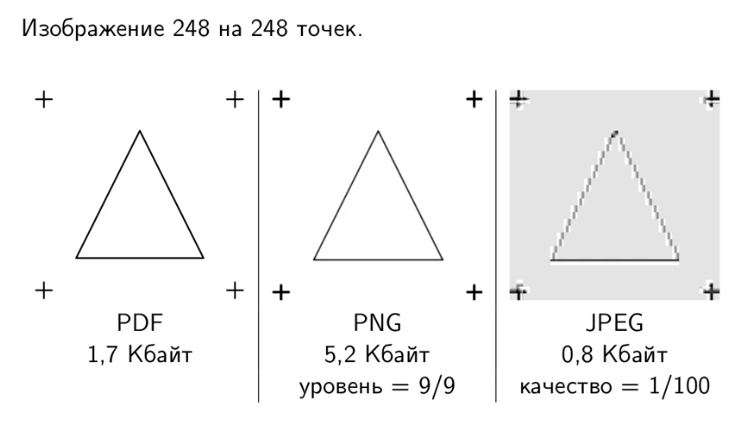 Изображение 248 на 248 точек.
PDF
1,7 Кбайт
PNG
5,2 Кбайт
уровень = 9/9
JPEG
0,8 Кбайт
качество = 1/100